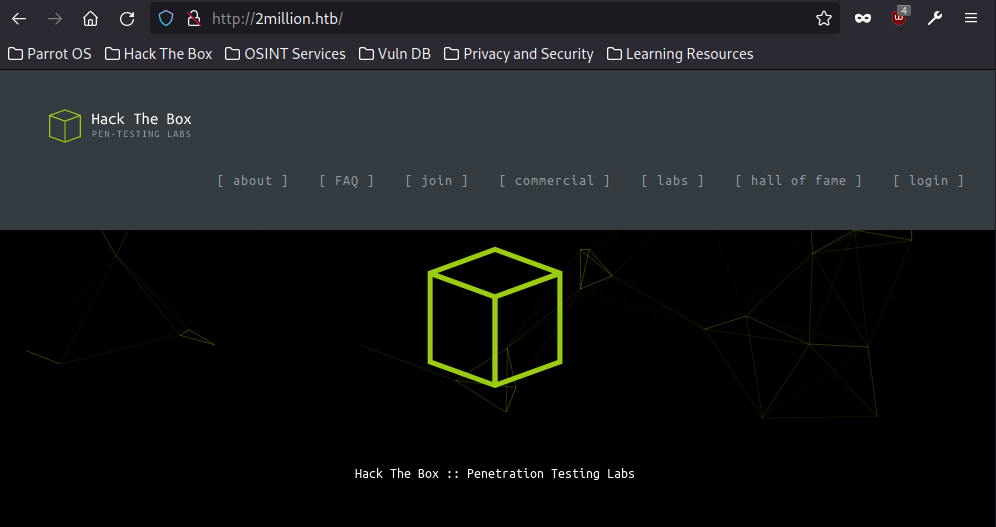 http://2million.htb/
4
Parrot OS Hack The Box OSINT Services Vuln DB Privacy and Security Learning Resources
Hack The Box
PEN-TESTING LABS
[ about ] [ FAQ ] [ join ] [ commercial ] [ labs ] [ hall of fame ] [ login ]
Hack The Box :: Penetration Testing Labs